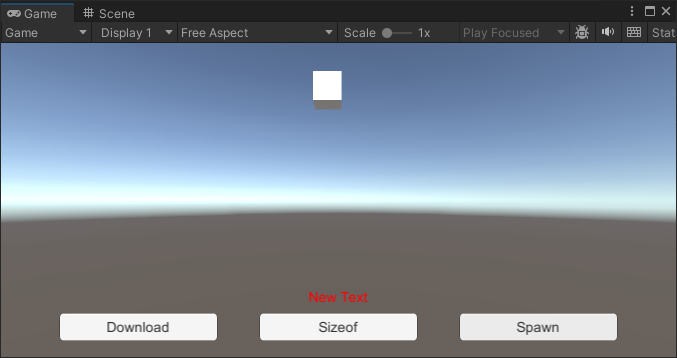 Game Scene
Game Display 1 Free Aspect Scale 1x Play Focused Stat
New Text
Download Sizeof Spawn